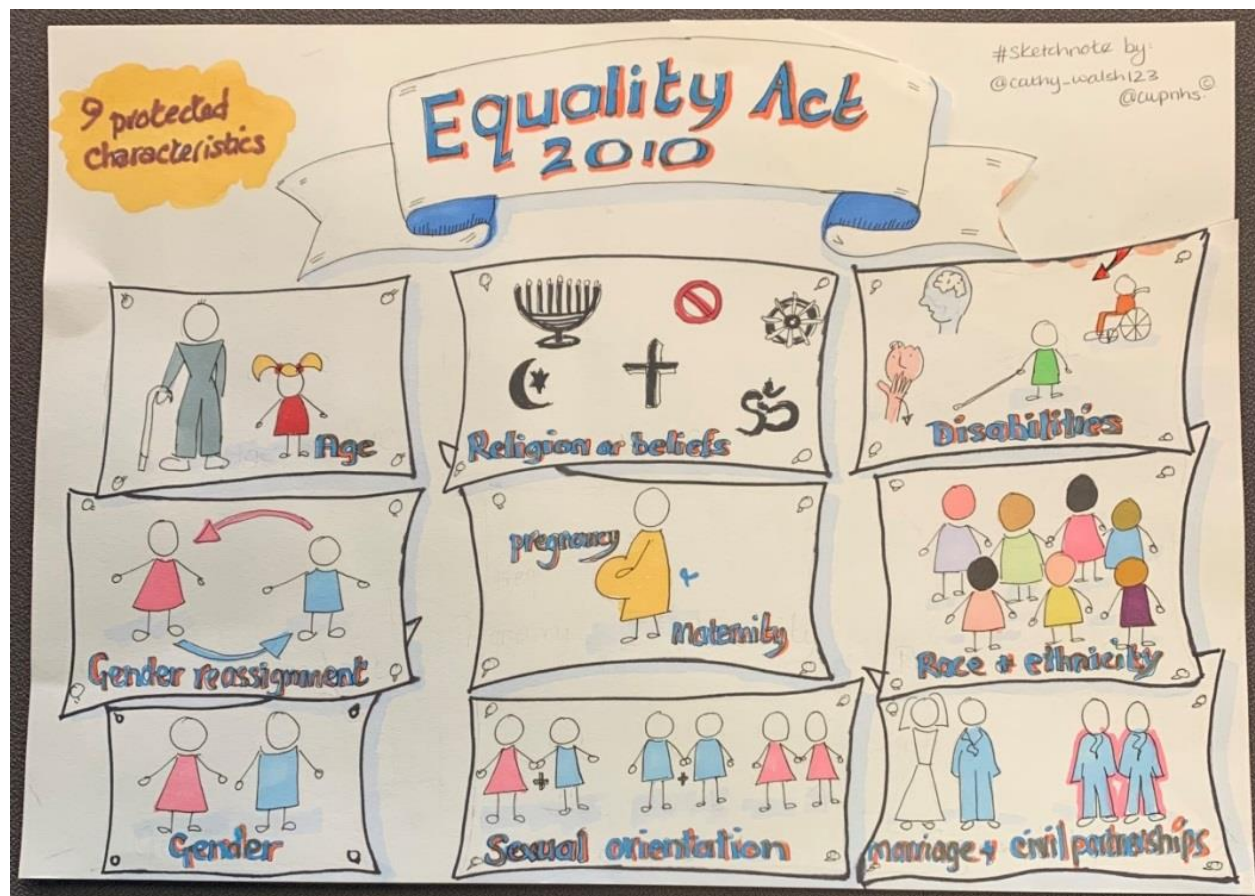 9 protected
characteristics
Equality Act
2010
#sketchnote by:
@cathy_walsh123
@cwpnhs ©
Age
Religion or beliefs
Disabilities
Gender reassignment
pregnancy
+
Maternity
Race + ethnicity
Gender
Sexual orientation
marriage + civil partnerships